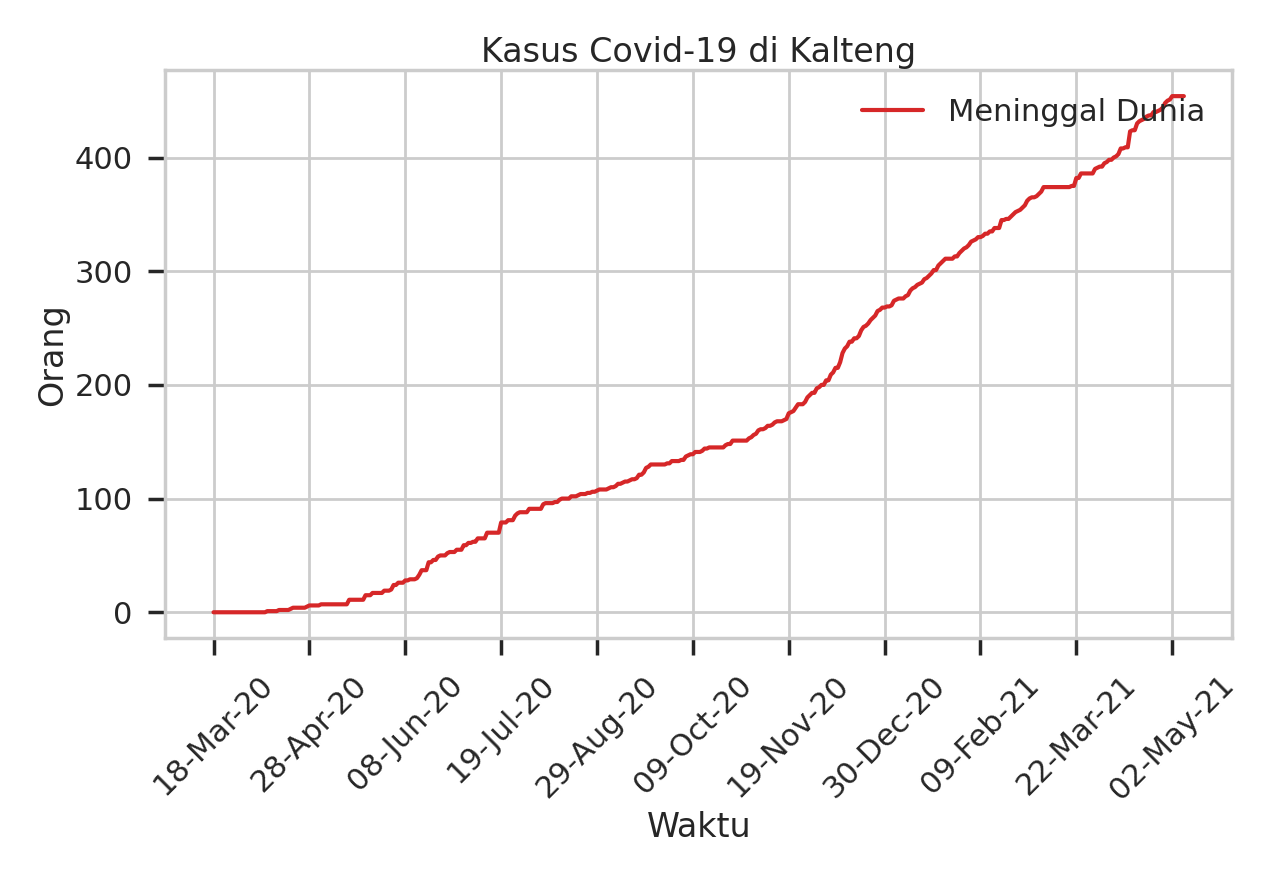 Kasus Covid-19 di Kalteng
Meninggal Dunia
Orang
400
300
200
100
0
18-Mar-20
28-Apr-20
08-Jun-20
19-Jul-20
29-Aug-20
09-Oct-20
19-Nov-20
30-Dec-20
09-Feb-21
22-Mar-21
02-May-21
Waktu